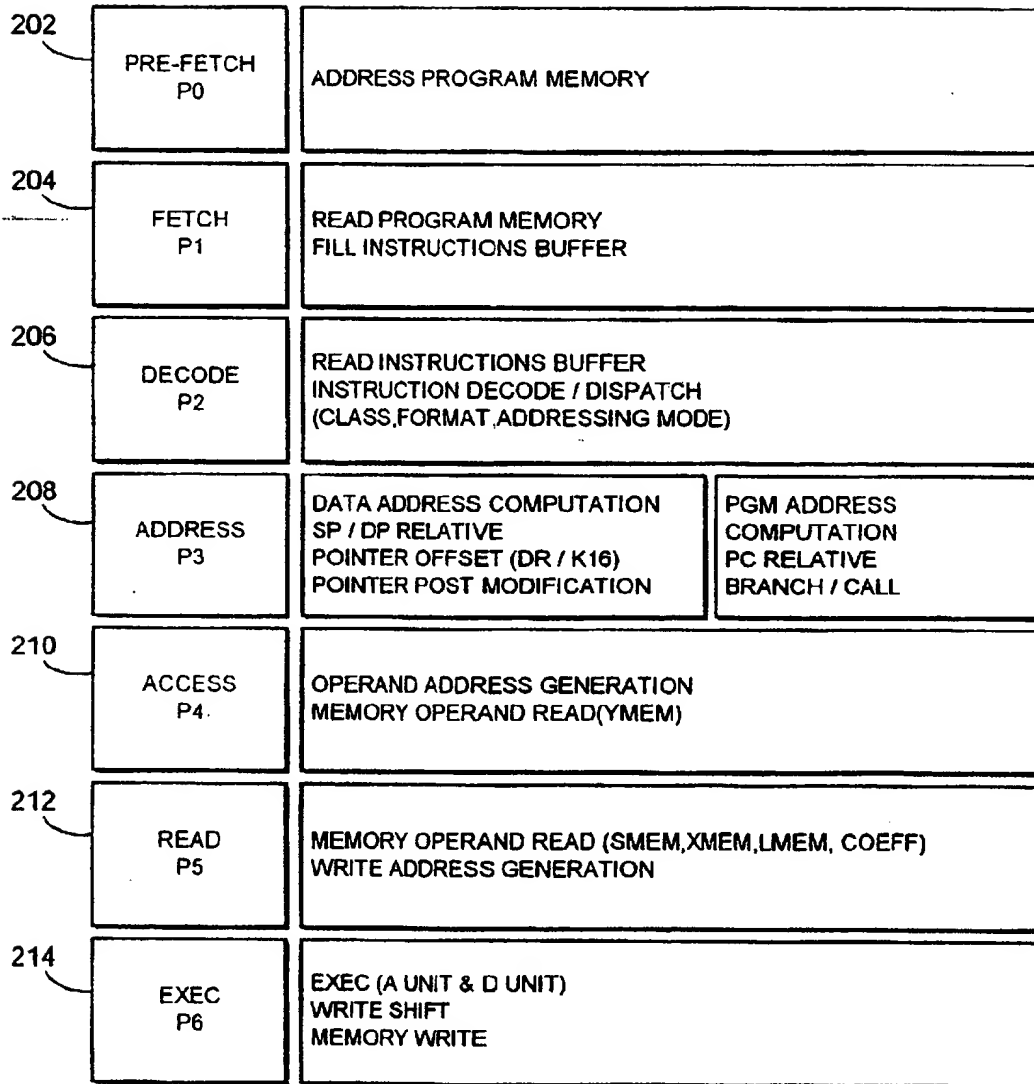 202
PRE-FETCH
P0
ADDRESS PROGRAM MEMORY
204
FETCH
P1
READ PROGRAM MEMORY
FILL INSTRUCTIONS BUFFER
206
DECODE
P2
READ INSTRUCTIONS BUFFER
INSTRUCTION DECODE / DISPATCH
(CLASS,FORMAT,ADDRESSING MODE)
208
ADDRESS
P3
DATA ADDRESS COMPUTATION
SP / DP RELATIVE
POINTER OFFSET (DR / K16)
POINTER POST MODIFICATION
PGM ADDRESS
COMPUTATION
PC RELATIVE
BRANCH / CALL
210
ACCESS
P4
OPERAND ADDRESS GENERATION
MEMORY OPERAND READ(YMEM)
212
READ
P5
MEMORY OPERAND READ (SMEM,XMEM,LMEM, COEFF)
WRITE ADDRESS GENERATION
214
EXEC
P6
EXEC (A UNIT & D UNIT)
WRITE SHIFT
MEMORY WRITE